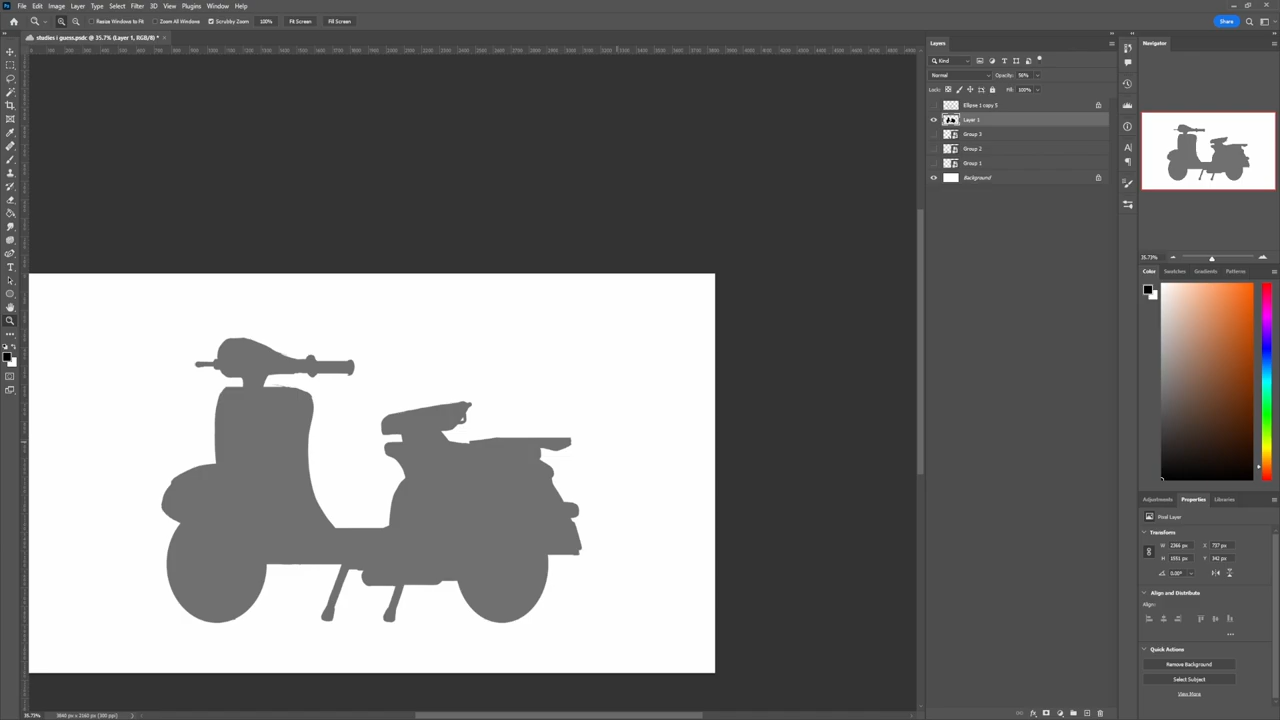 File Edit Image Layer Type Select Filter 3D View Plugins Window Help
Resize Windows to Fit Zoom All Windows Scrubby Zoom 100% Fit Screen Fill Screen Share
studies i guess.psdc @ 35.7% (Layer 1, RGB/8) *
Layers
Kind
Normal Opacity: 56%
Lock: Fill: 100%
Ellipse 1 copy 5
Layer 1
Group 3
Group 2
Group 1
Background
Navigator
35.73%
Color Swatches Gradients Patterns
Adjustments Properties Libraries
Pixel Layer
Transform
W 2366 px X 737 px
H 1551 px Y 342 px
0.00°
Align and Distribute
Align:
Quick Actions
Remove Background
Select Subject
View More
35.73% 3840 px x 2160 px (300 ppi)